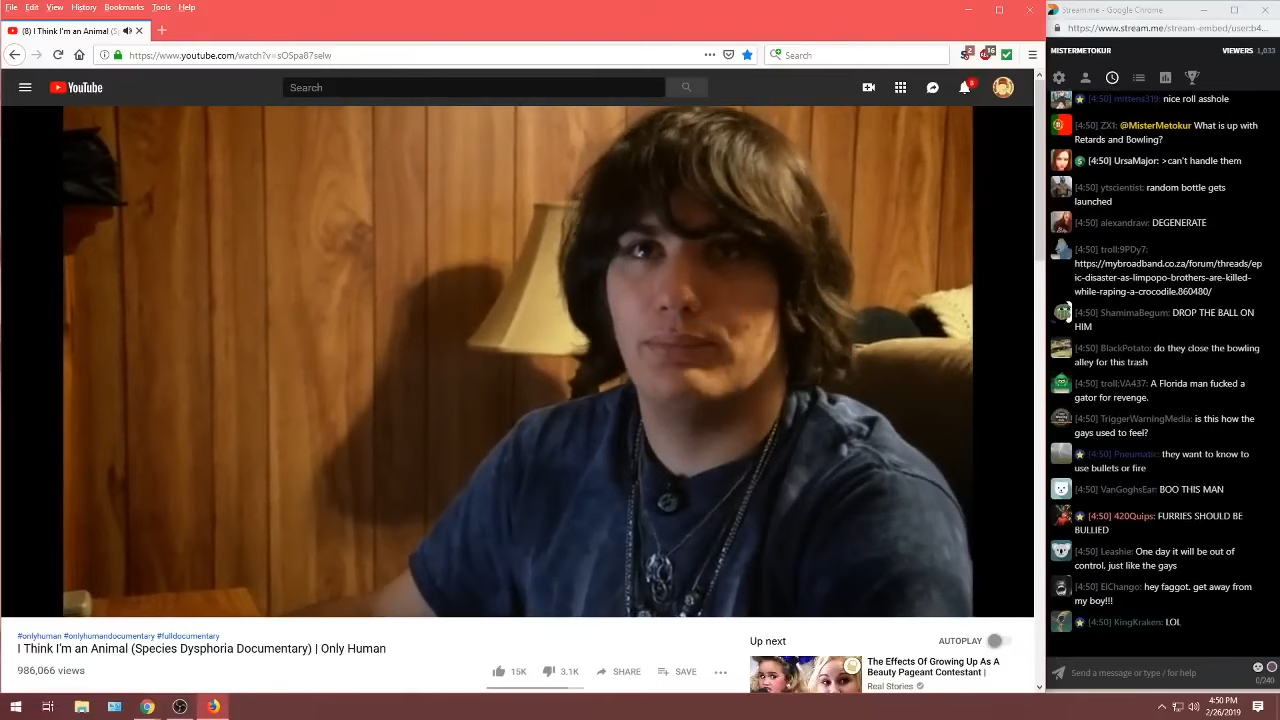 File Edit View History Bookmarks Tools Help
(8) I Think I'm an Animal (S
https://www.youtube.com/watch?v=sOSpa87selw
Search
2
16
YouTube
Search
8
#onlyhuman #onlyhumandocumentary #fulldocumentary
I Think I'm an Animal (Species Dysphoria Documentary) | Only Human
986,066 views
15K
3.1K
SHARE
SAVE
Up next
AUTOPLAY
The Effects Of Growing Up As A
Beauty Pageant Contestant |
Real Stories
Stream.me - Google Chrome
https://www.stream.me/stream-embed/user:b4...
MISTERMETOKUR
VIEWERS 1,033
[4:50] mittens319: nice roll asshole
[4:50] ZX1: @MisterMetokur What is up with
Retards and Bowling?
[4:50] UrsaMajor: >can't handle them
[4:50] ytscientist: random bottle gets
launched
[4:50] alexandraw: DEGENERATE
[4:50] troll:9PDy7:
https://mybroadband.co.za/forum/threads/ep
ic-disaster-as-limpopo-brothers-are-killed-
while-raping-a-crocodile.860480/
[4:50] ShamimaBegum: DROP THE BALL ON
HIM
[4:50] BlackPotato: do they close the bowling
alley for this trash
[4:50] troll:VA437: A Florida man fucked a
gator for revenge.
[4:50] TriggerWarningMedia: is this how the
gays used to feel?
[4:50] Pneumatic: they want to know to
use bullets or fire
[4:50] VanGoghsEar: BOO THIS MAN
[4:50] 420Quips: FURRIES SHOULD BE
BULLIED
[4:50] Leashie: One day it will be out of
control, just like the gays
[4:50] ElChango: hey faggot. get away from
my boy!!!
[4:50] KingKraken: LOL
Send a message or type / for help
0/240
4:50 PM
2/26/2019